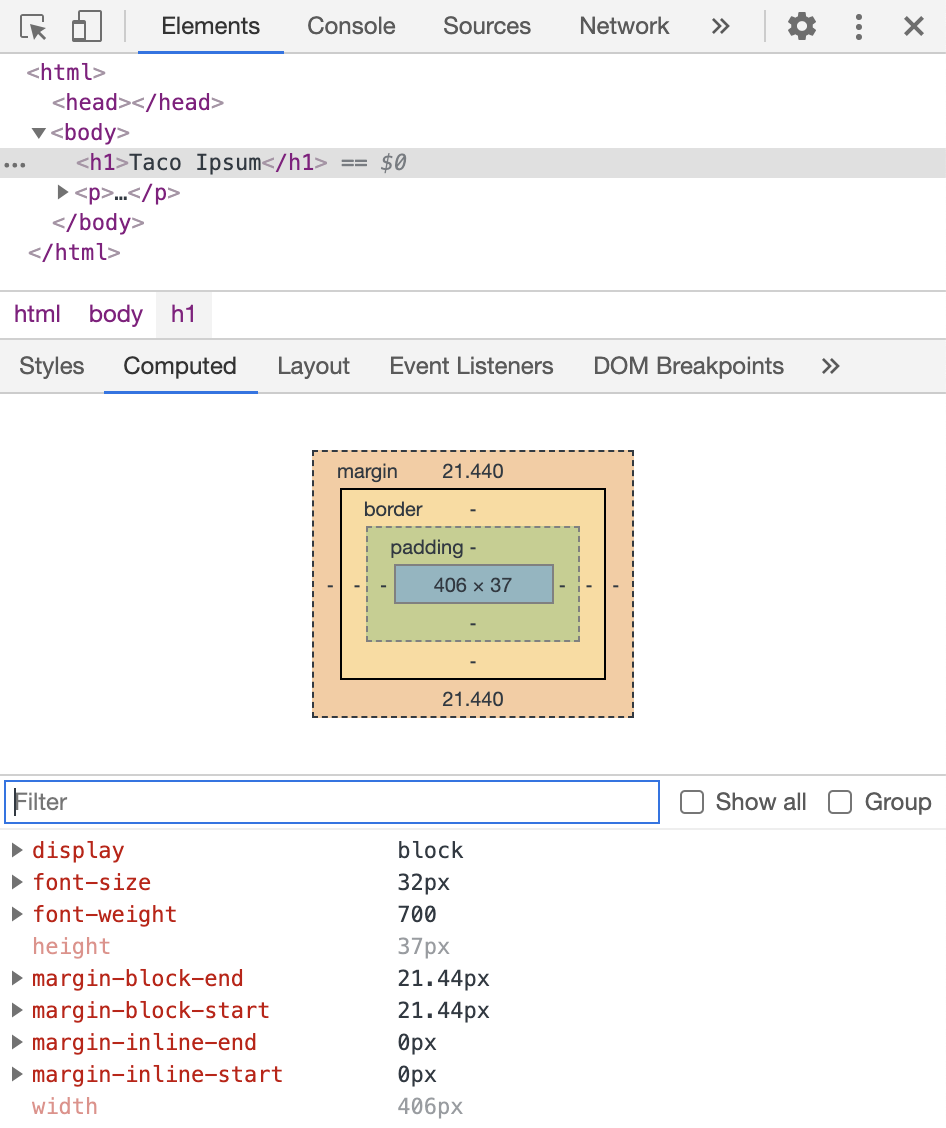 Elements Console Sources Network »
<html>
<head></head>
▼<body>
… <h1>Taco Ipsum</h1> == $0
▶<p>…</p>
</body>
</html>
html body h1
Styles Computed Layout Event Listeners DOM Breakpoints »
margin 21.440
border -
padding -
- - - 406 × 37 - - -
-
-
21.440
Filter Show all Group
display block
font-size 32px
font-weight 700
height 37px
margin-block-end 21.44px
margin-block-start 21.44px
margin-inline-end 0px
margin-inline-start 0px
width 406px